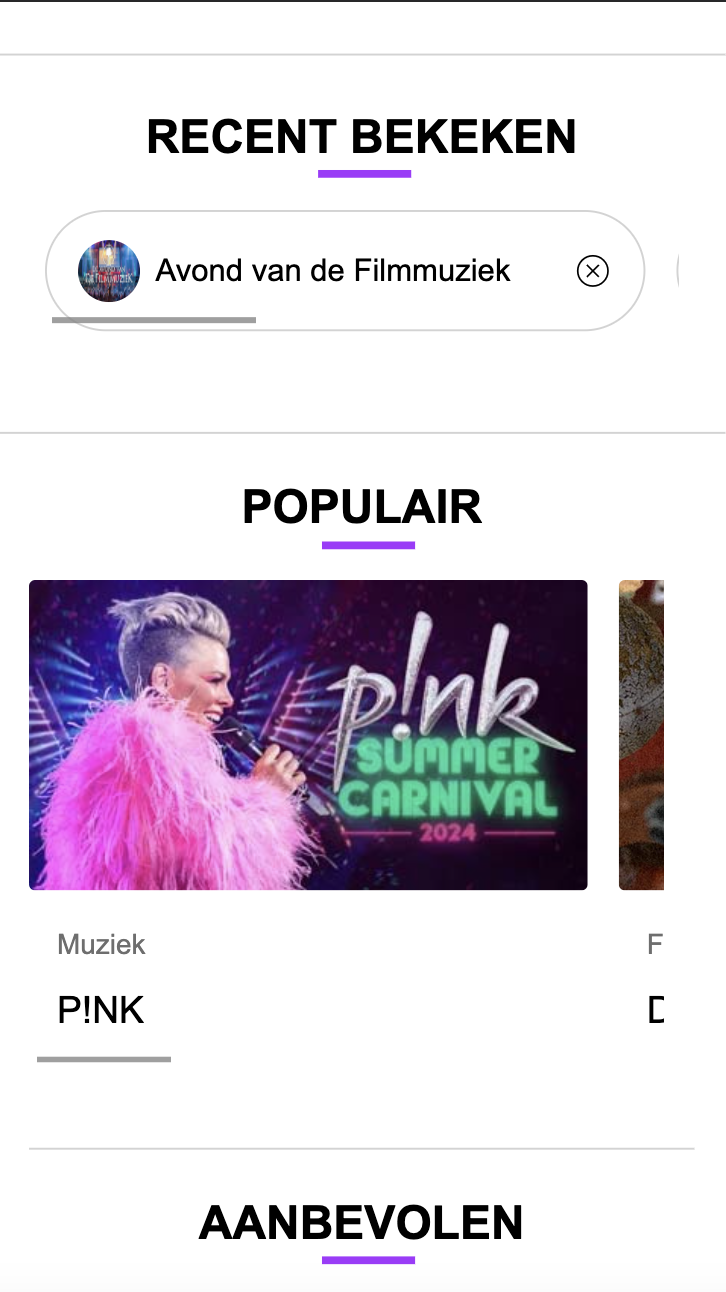 RECENT BEKEKEN
Avond van de Filmmuziek
POPULAIR
p!nk
SUMMER
CARNIVAL
2024
Muziek
F
P!NK
D
AANBEVOLEN